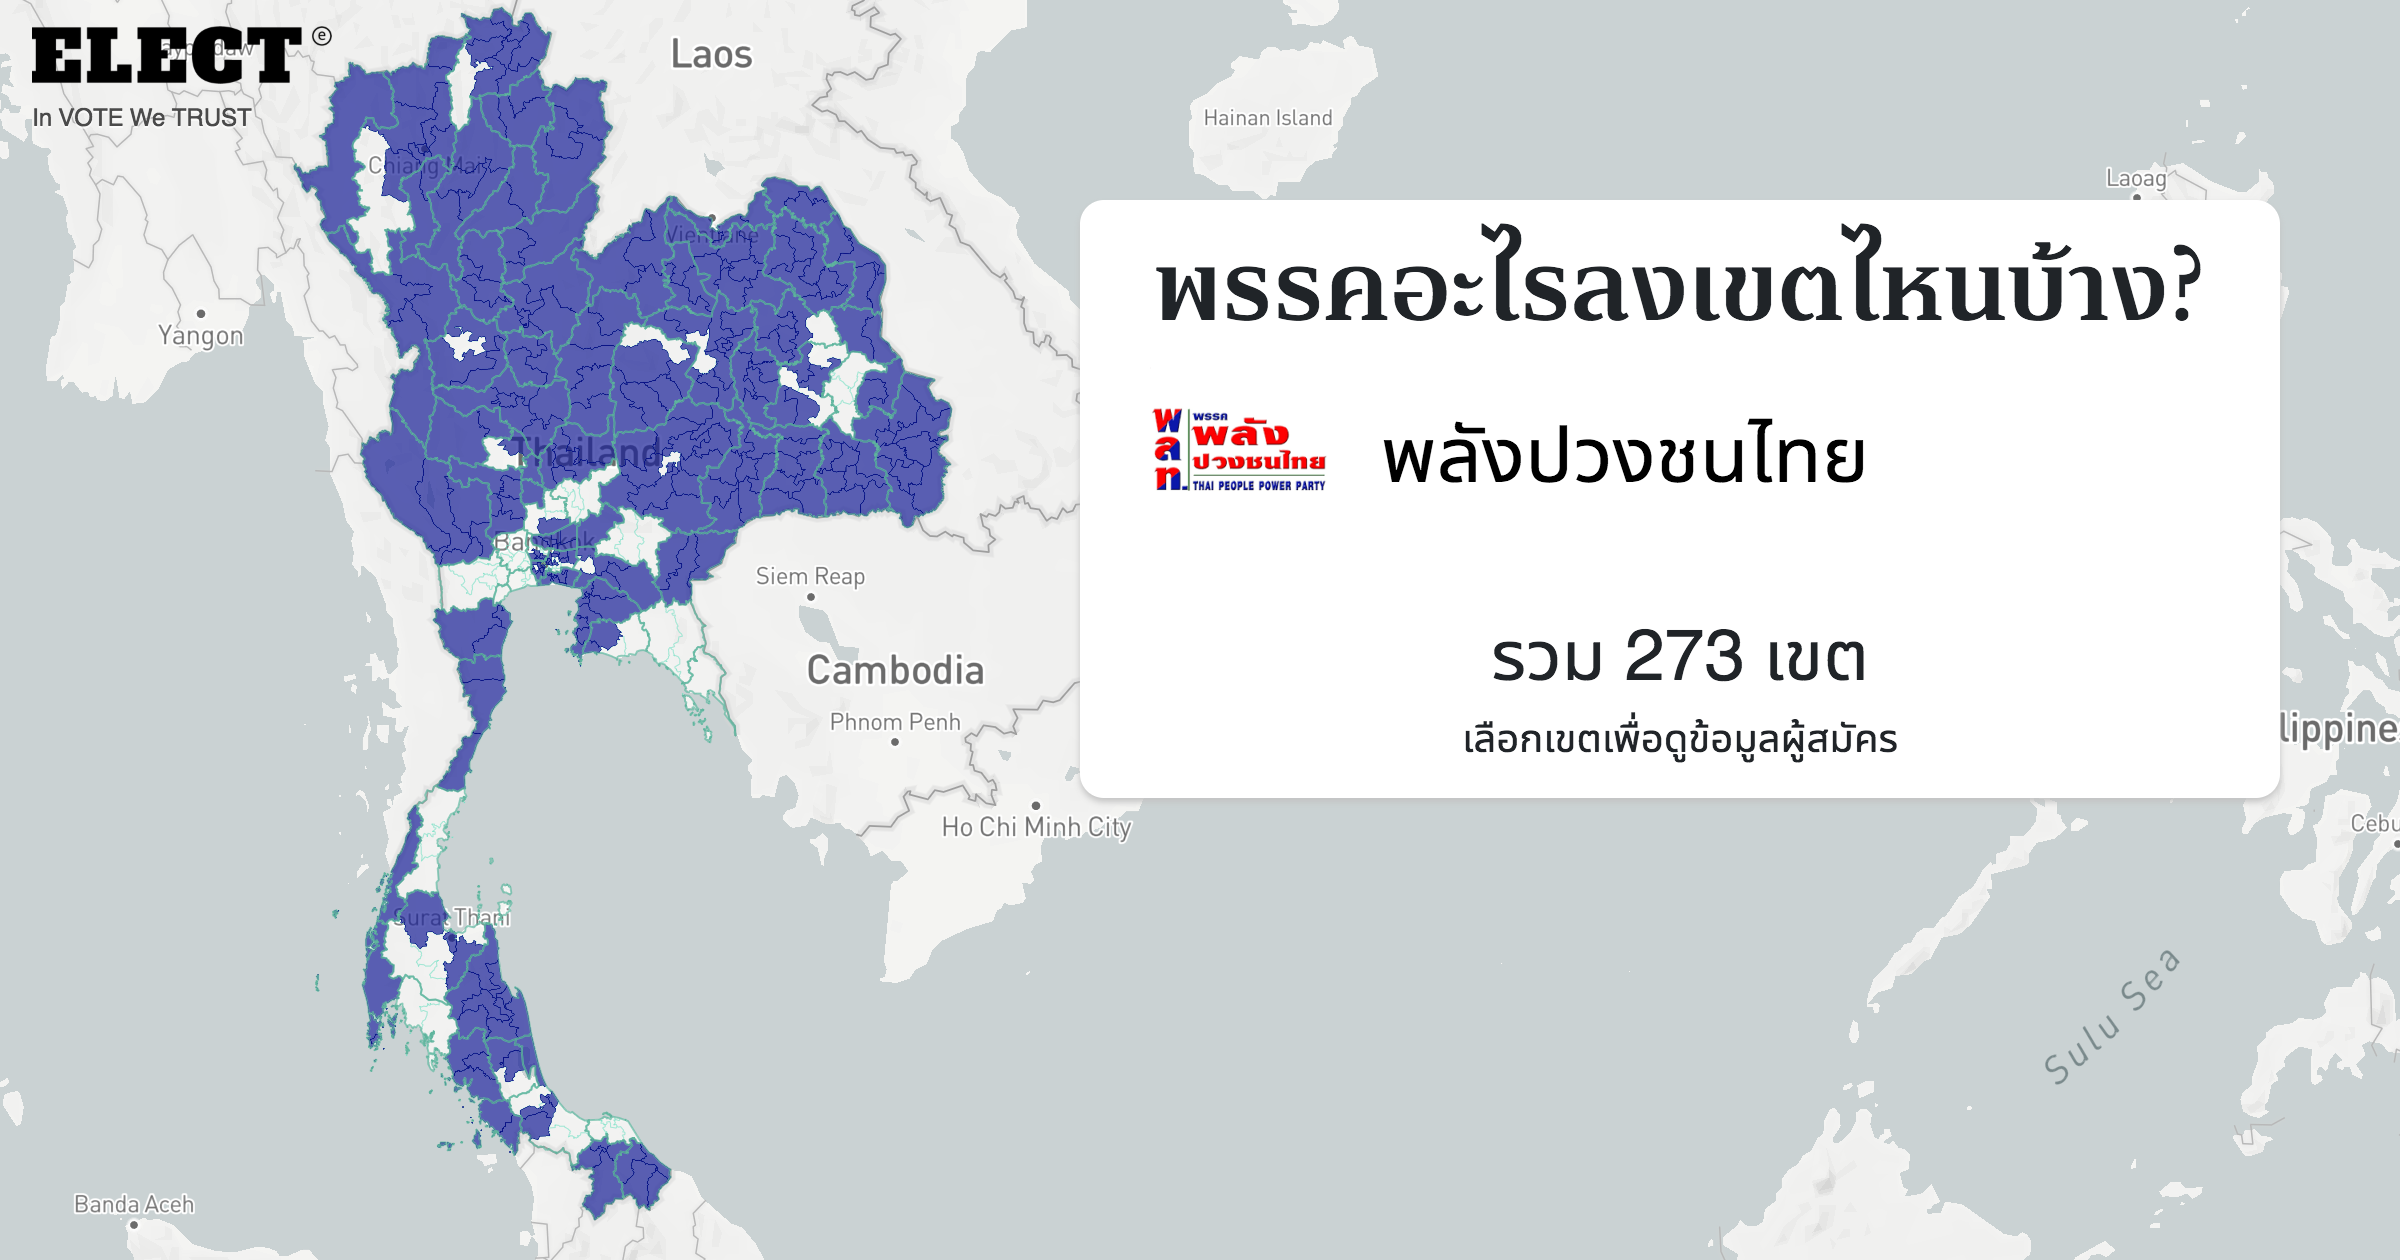 ELECT ⓔ
In VOTE We TRUST
Laos
Hainan Island
Laoag
Chiang Mai
Vientiane
Yangon
พรรคอะไรลงเขตไหนบ้าง?
พลท.
พรรค
พลัง
ปวงชนไทย
THAI PEOPLE POWER PARTY
พลังปวงชนไทย
Thailand
Bangkok
Siem Reap
Cambodia
รวม 273 เขต
Phnom Penh
เลือกเขตเพื่อดูข้อมูลผู้สมัคร
Ho Chi Minh City
Surat Thani
Sulu Sea
Banda Aceh